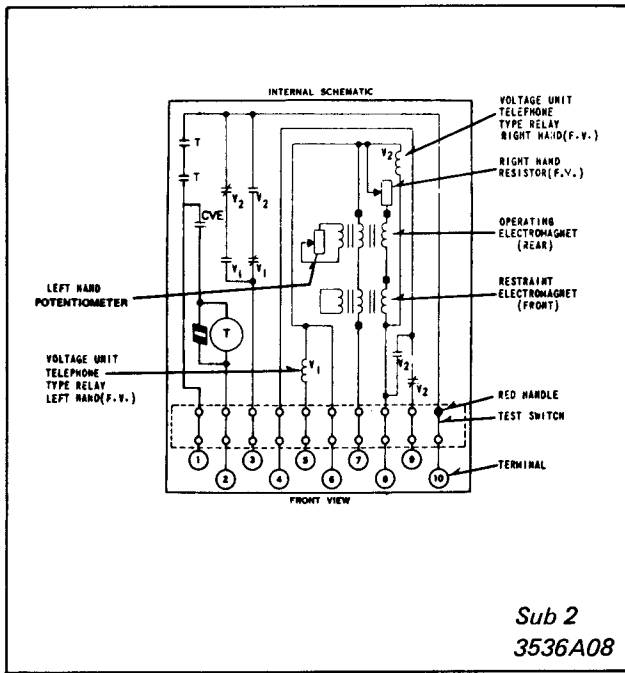 INTERNAL SCHEMATIC
VOLTAGE UNIT
TELEPHONE
TYPE RELAY
RIGHT HAND(F.V.)
RIGHT HAND
RESISTOR(F.V.)
OPERATING
ELECTROMAGNET
(REAR)
RESTRAINT
ELECTROMAGNET
(FRONT)
T
T
CVE
V2
V2
V1
V1
V2
T
LEFT HAND
POTENTIOMETER
VOLTAGE UNIT
TELEPHONE
TYPE RELAY
LEFT HAND(F.V.)
V1
V2
V2
RED HANDLE
TEST SWITCH
TERMINAL
1
2
3
4
5
6
7
8
9
10
FRONT VIEW
Sub 2
3536A08